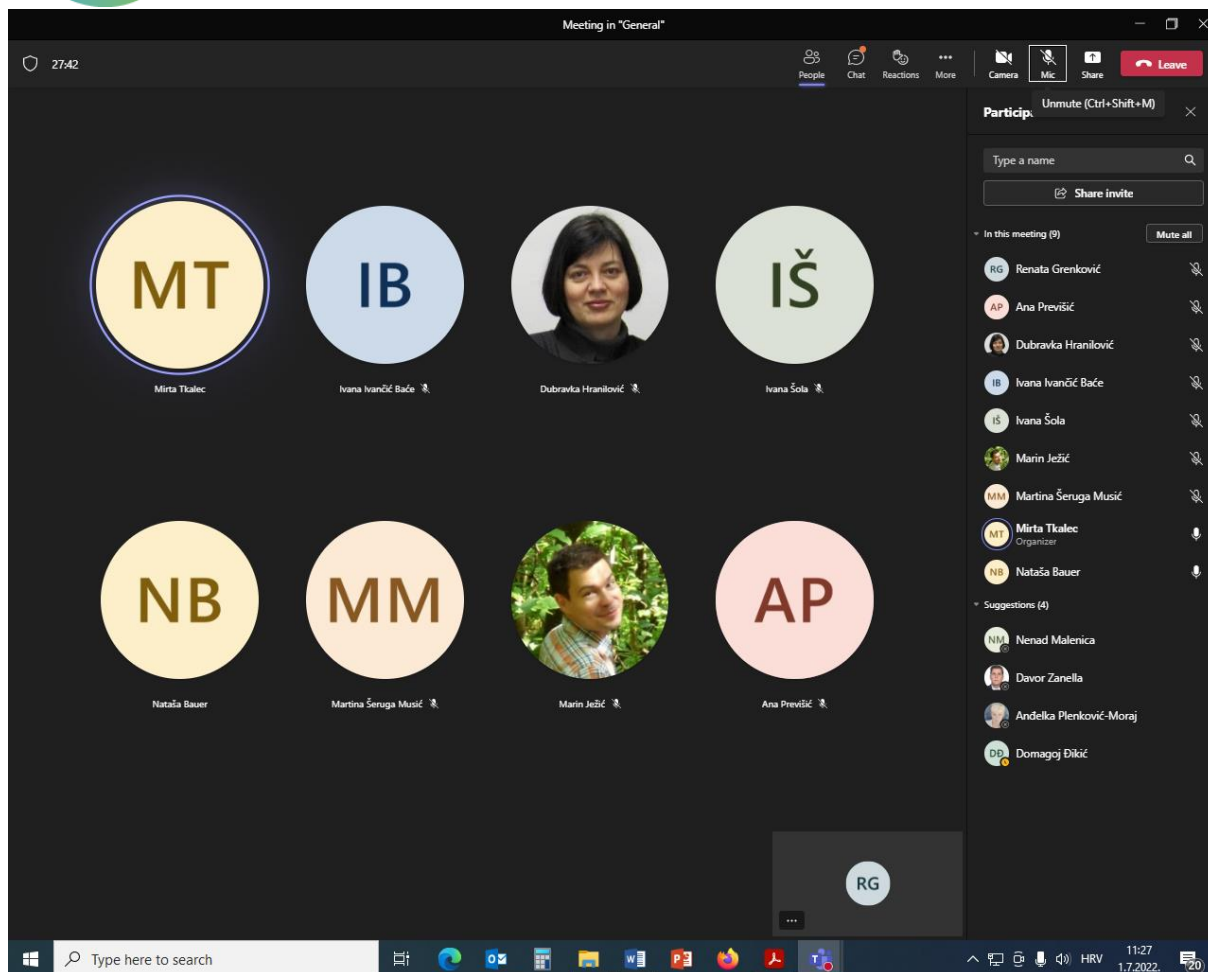 Meeting in "General"
27:42
People
Chat
Reactions
More
Camera
Mic
Share
Leave
Unmute (Ctrl+Shift+M)
MT
Mirta Tkalec
IB
Ivana Ivančić Baće
Dubravka Hranilović
IŠ
Ivana Šola
NB
Nataša Bauer
MM
Martina Šeruga Musić
Marin Ježić
AP
Ana Previšić
RG
...
Particip
Type a name
Share invite
In this meeting (9)
Mute all
RG Renata Grenković
AP Ana Previšić
Dubravka Hranilović
IB Ivana Ivančić Baće
IŠ Ivana Šola
Marin Ježić
MM Martina Šeruga Musić
MT Mirta Tkalec
Organizer
NB Nataša Bauer
Suggestions (4)
NM Nenad Malenica
Davor Zanella
Anđelka Plenković-Moraj
DĐ Domagoj Đikić
Type here to search
HRV
11:27
1.7.2022.
20